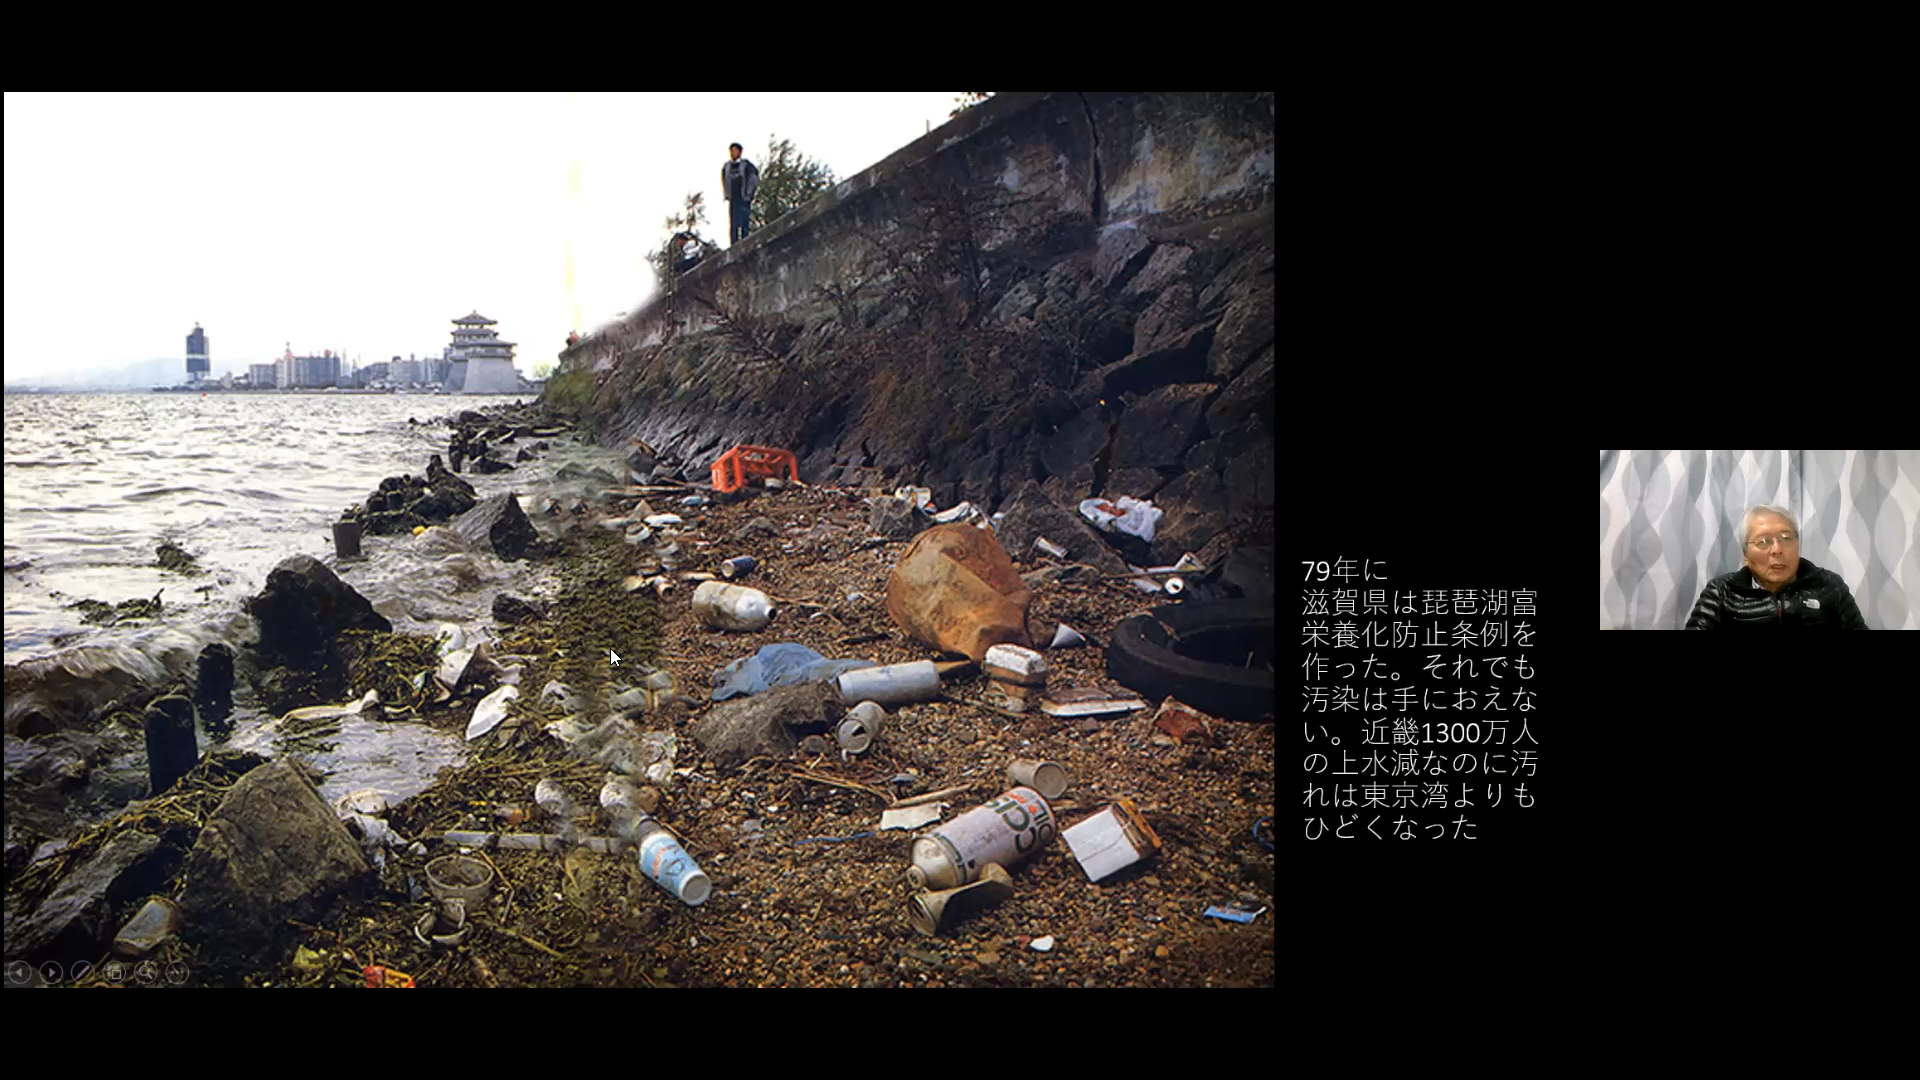 79年に
滋賀県は琵琶湖富
栄養化防止条例を
作った。それでも
汚染は手におえな
い。近畿1300万人
の上水減なのに汚
れは東京湾よりも
ひどくなった